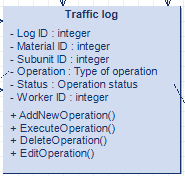 Traffic log
- Log ID : integer
- Material ID : integer
- Subunit ID : integer
- Operation : Type of operation
- Status : Operation status
- Worker ID : integer
+ AddNewOperation()
+ ExecuteOperation()
+ DeleteOperation()
+ EditOperation()